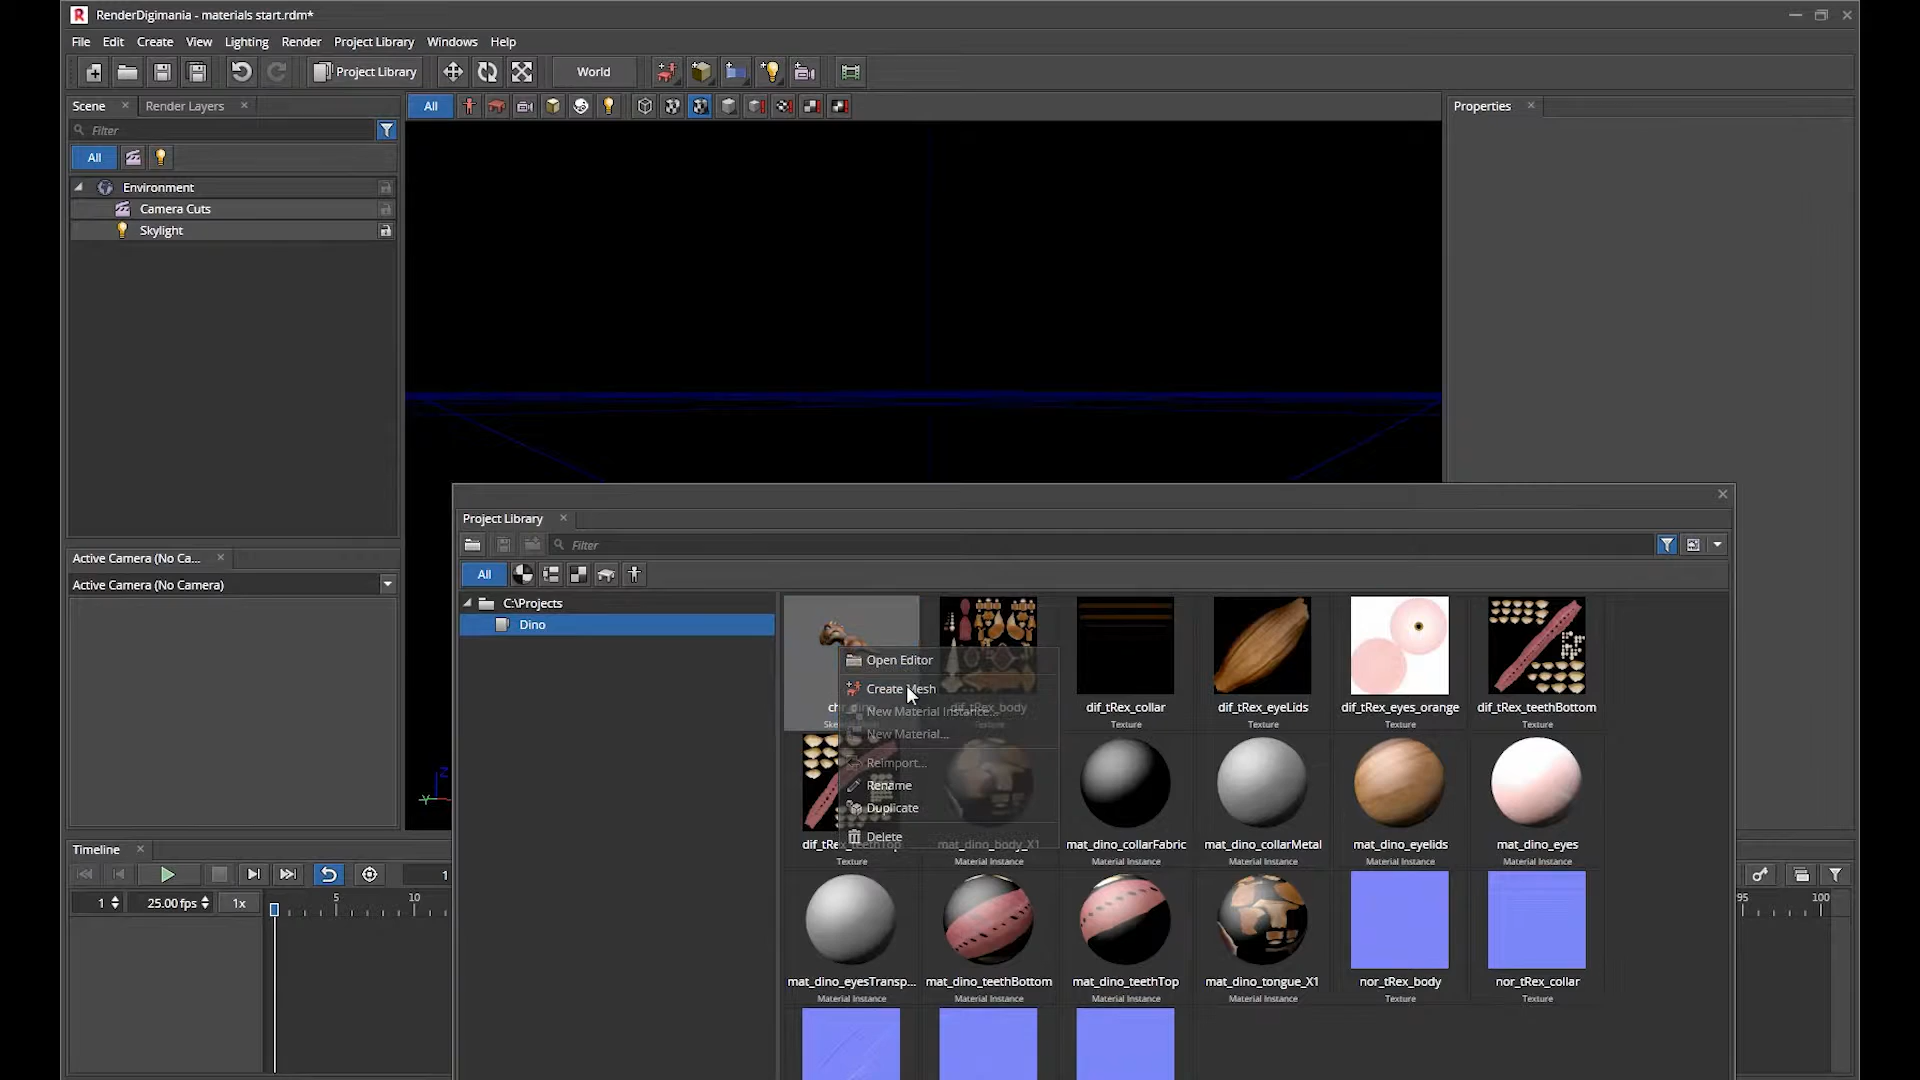 RenderDigimania - materials start.rdm*
File Edit Create View Lighting Render Project Library Windows Help
Project Library World
Scene Render Layers All Properties
Filter
All
Environment
Camera Cuts
Skylight
Project Library
Filter
Active Camera (No Ca...
All
Active Camera (No Camera)
C:\Projects
Dino
Open Editor
Create Mesh
New Material Instance...
New Material...
Reimport...
Rename
Duplicate
Delete
dif_tRex_body
dif_tRex_collar
Texture
dif_tRex_eyeLids
Texture
dif_tRex_eyes_orange
Texture
dif_tRex_teethBottom
Texture
Texture
mat_dino_body_X1
Material Instance
mat_dino_collarFabric
Material Instance
mat_dino_collarMetal
Material Instance
mat_dino_eyelids
Material Instance
mat_dino_eyes
Material Instance
mat_dino_eyesTransp...
Material Instance
mat_dino_teethBottom
Material Instance
mat_dino_teethTop
Material Instance
mat_dino_tongue_X1
Material Instance
nor_tRex_body
Texture
nor_tRex_collar
Texture
Z
Y
Timeline
1
1 25.00 fps 1x 5 10 95 100